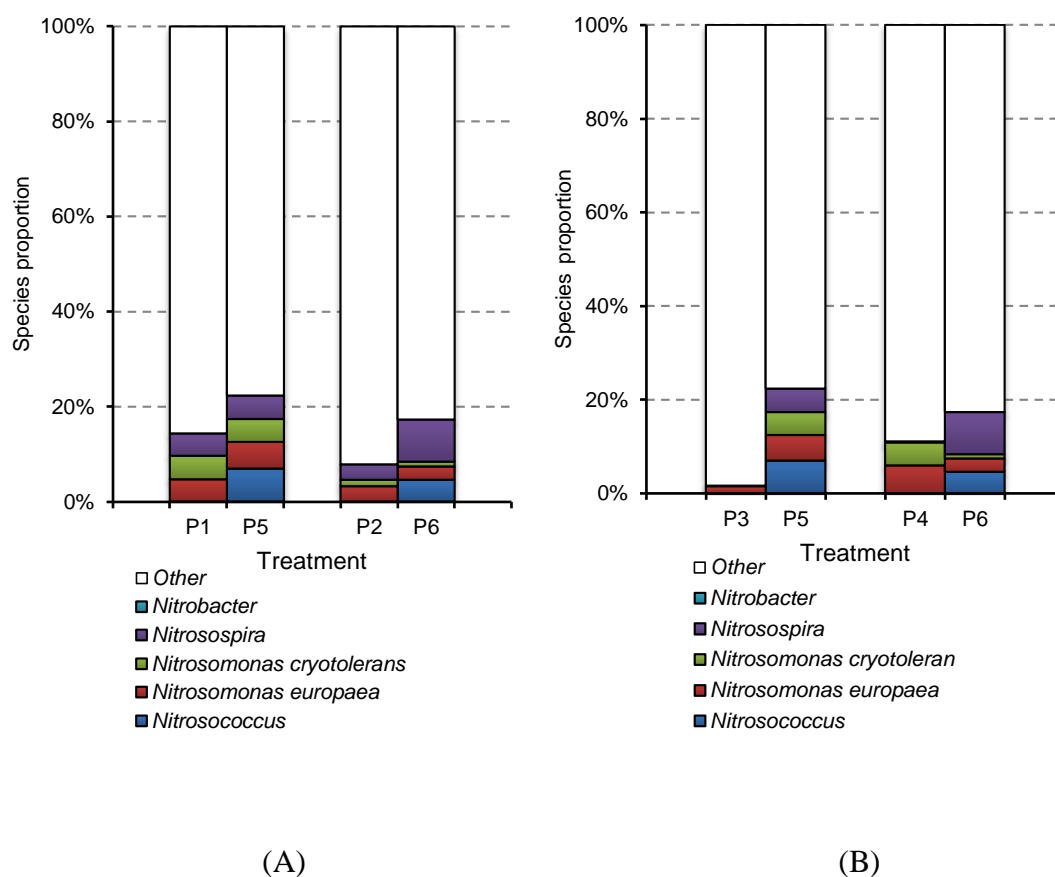 100%
80%
60%
40%
20%
0%
Species proportion
P1 P5 P2 P6
Treatment
Other
Nitrobacter
Nitrosospira
Nitrosomonas cryotolerans
Nitrosomonas europaea
Nitrosococcus
(A)
100%
80%
60%
40%
20%
0%
Species proportion
P3 P5 P4 P6
Treatment
Other
Nitrobacter
Nitrosospira
Nitrosomonas cryotoleran
Nitrosomonas europaea
Nitrosococcus
(B)